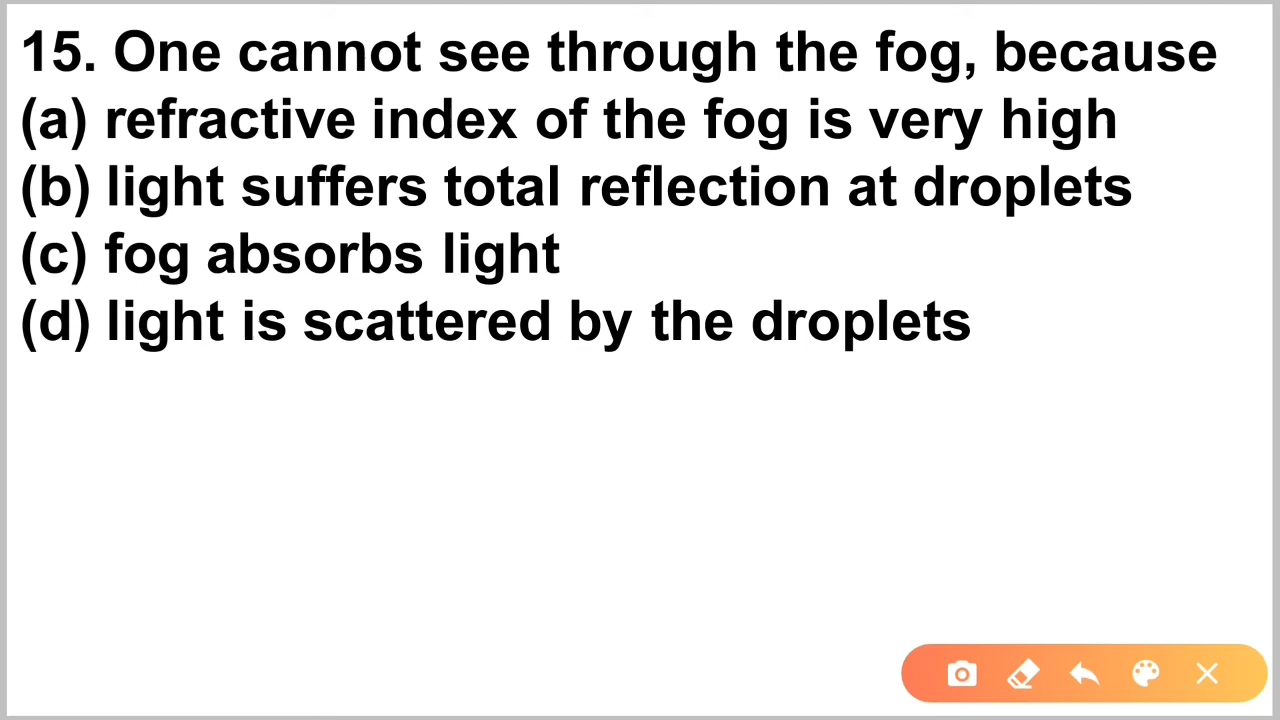 15. One cannot see through the fog, because
(a) refractive index of the fog is very high
(b) light suffers total reflection at droplets
(c) fog absorbs light
(d) light is scattered by the droplets